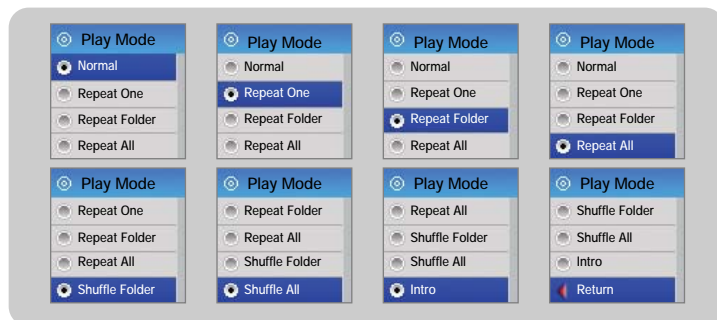 Play Mode
Normal
Repeat One
Repeat Folder
Repeat All
Play Mode
Normal
Repeat One
Repeat Folder
Repeat All
Play Mode
Normal
Repeat One
Repeat Folder
Repeat All
Play Mode
Normal
Repeat One
Repeat Folder
Repeat All
Play Mode
Repeat One
Repeat Folder
Repeat All
Shuffle Folder
Play Mode
Repeat Folder
Repeat All
Shuffle Folder
Shuffle All
Play Mode
Repeat All
Shuffle Folder
Shuffle All
Intro
Play Mode
Shuffle Folder
Shuffle All
Intro
Return